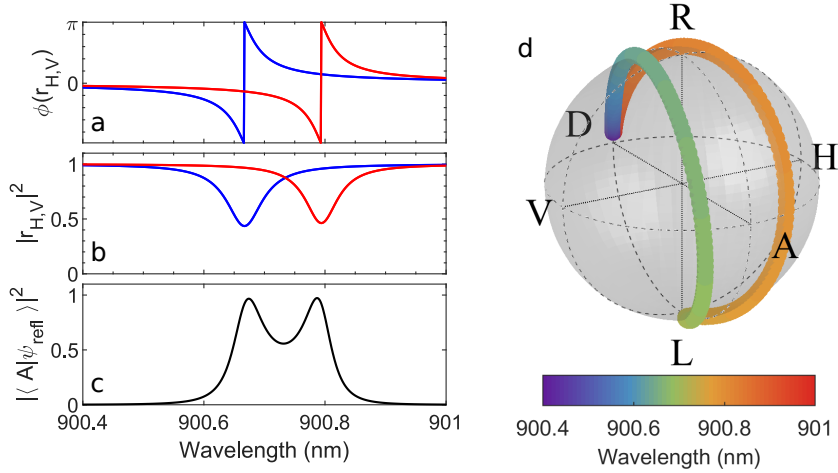 π
0
ϕ(r_H,V)
a
1
0.5
0
|r_H,V|²
b
1
0.5
0
|⟨ A|ψ_refl ⟩|²
c
900.4 900.6 900.8 901
Wavelength (nm)
d
R
D
H
V
A
L
900.4 900.6 900.8 901
Wavelength (nm)